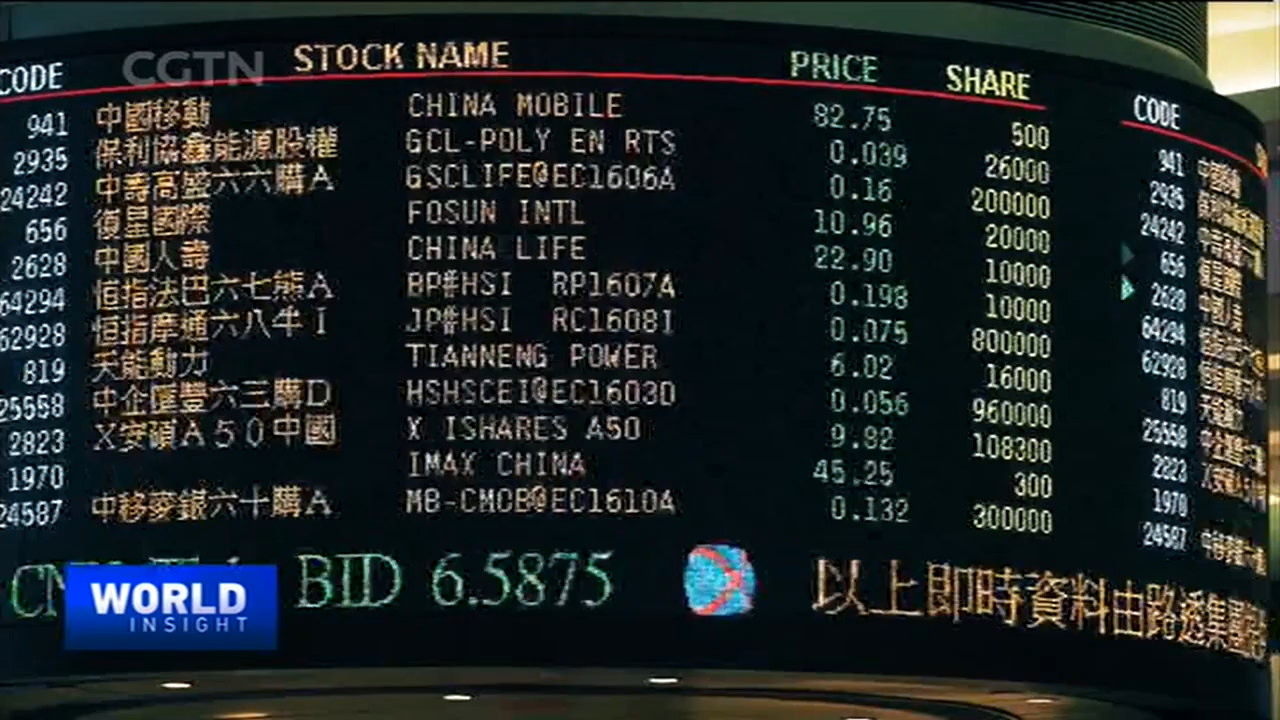 CGTN
CODE STOCK NAME PRICE SHARE CODE
941 中國移動 CHINA MOBILE 82.75 500 941
2935 保利協鑫能源股權 GCL-POLY EN RTS 0.039 26000 2935
24242 中壽高盛六六購A GSCLIFE@EC1606A 0.16 200000 24242
656 復星國際 FOSUN INTL 10.96 20000 656
2628 中國人壽 CHINA LIFE 22.90 10000 2628
64294 恒指法巴六七熊A BP#HSI RP1607A 0.198 10000 64294
62928 恒指摩通六八牛I JP#HSI RC1608I 0.075 800000 62928
819 天能動力 TIANNENG POWER 6.02 16000 819
25558 中企匯豐六三購D HSHSCEI@EC1603D 0.056 960000 25558
2823 X安碩A50中國 X ISHARES A50 9.82 108300 2823
1970 IMAX CHINA 45.25 300 1970
24587 中移麥銀六十購A MB-CMOB@EC1610A 0.132 300000 24587
BID 6.5875 以上即時資料由路透集團
WORLD
INSIGHT